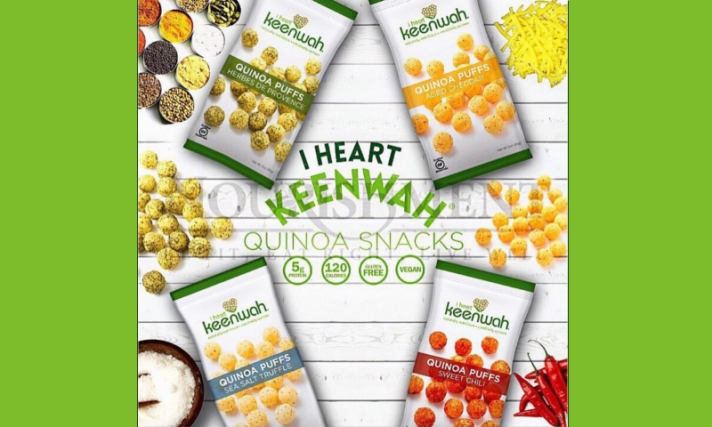 i heart
keenwah
QUINOA PUFFS
HERBES DE PROVENCE
i heart
keenwah
QUINOA PUFFS
AGED CHEDDAR
I HEART
KEENWAH®
NOURISHMENT
QUINOA SNACKS
5g
PROTEIN
120
CALORIES
GLUTEN
FREE
VEGAN
i heart
keenwah
QUINOA PUFFS
SEA SALT TRUFFLE
i heart
keenwah
QUINOA PUFFS
SWEET CHILI